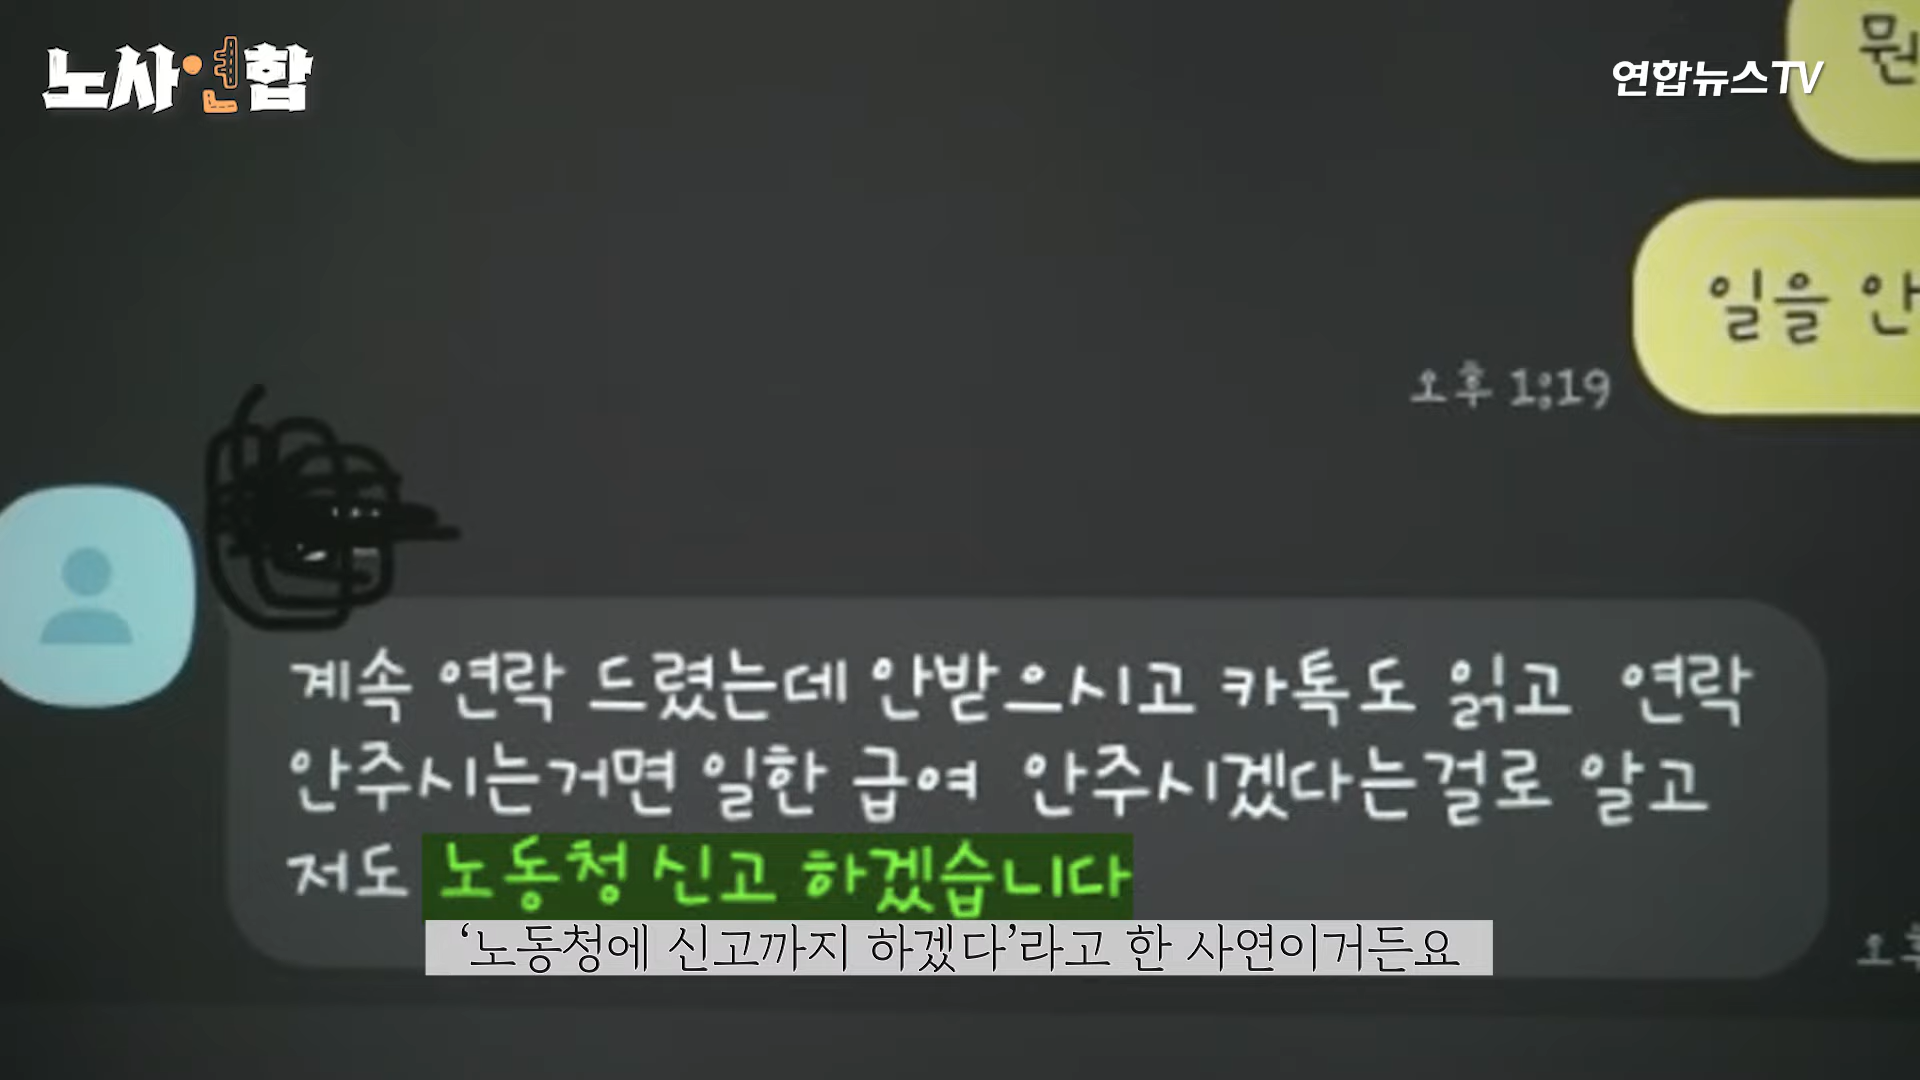 노사연합
연합뉴스TV
뭔
일을 안
오후 1:19
계속 연락 드렸는데 안받으시고 카톡도 읽고 연락
안주시는거면 일한 급여 안주시겠다는걸로 알고
저도 노동청 신고 하겠습니다
‘노동청에 신고까지 하겠다’라고 한 사연이거든요